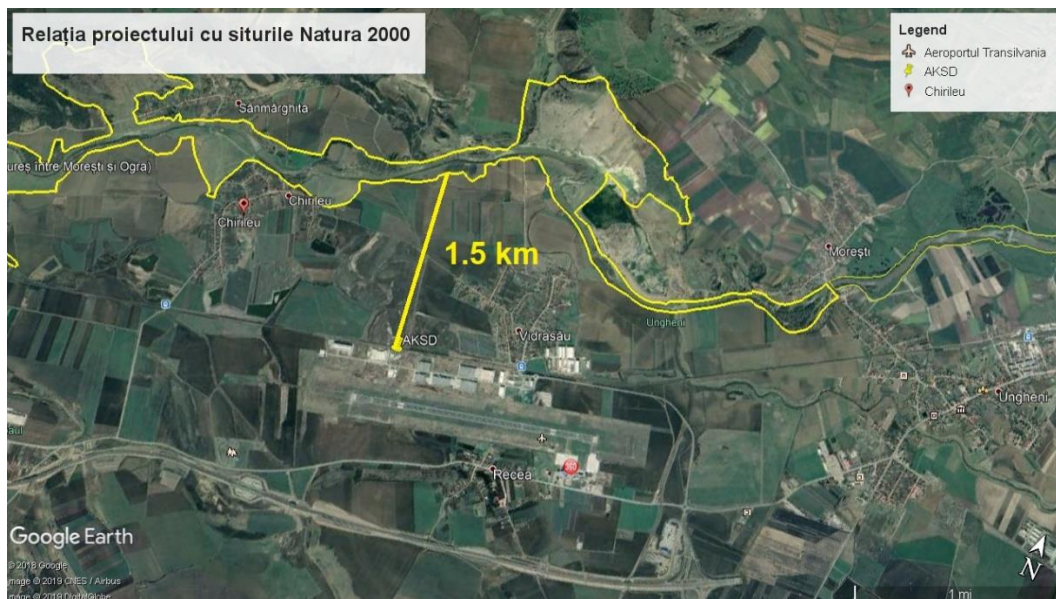 Relația proiectului cu siturile Natura 2000
Legend
Aeroportul Transilvania
AKSD
Chirileu
Sânmărghita
ureș între Morești și Ogra)
Chirileu
Chirileu
1.5 km
Morești
Ungheni
Vidrasău
AKSD
Ungheni
Recea
Google Earth
© 2018 Google
mage © 2019 CNES / Airbus
mage © 2019 DigitalGlobe
1 mi
N